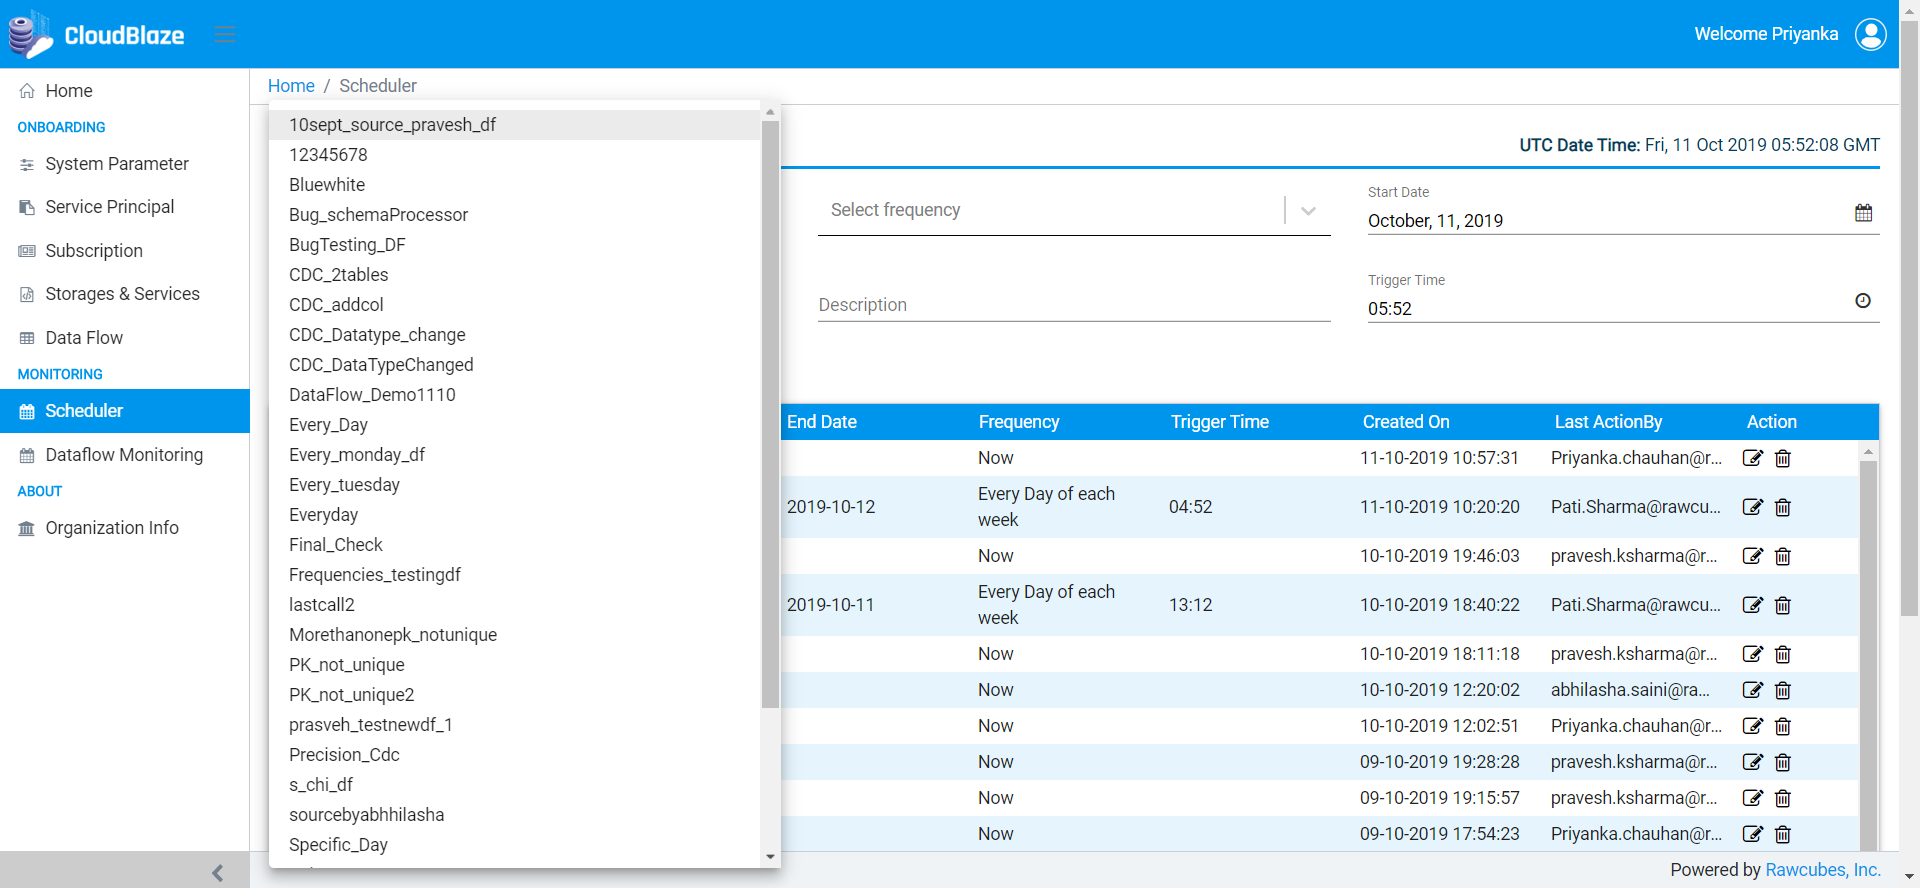 CloudBlaze
Welcome Priyanka
Home
ONBOARDING
System Parameter
Service Principal
Subscription
Storages & Services
Data Flow
MONITORING
Scheduler
Dataflow Monitoring
ABOUT
Organization Info
Home / Scheduler
10sept_source_pravesh_df
12345678
Bluewhite
Bug_schemaProcessor
BugTesting_DF
CDC_2tables
CDC_addcol
CDC_Datatype_change
CDC_DataTypeChanged
DataFlow_Demo1110
Every_Day
Every_monday_df
Every_tuesday
Everyday
Final_Check
Frequencies_testingdf
lastcall2
Morethanonepk_notunique
PK_not_unique
PK_not_unique2
prasveh_testnewdf_1
Precision_Cdc
s_chi_df
sourcebyabhhilasha
Specific_Day
UTC Date Time: Fri, 11 Oct 2019 05:52:08 GMT
Select frequency
Start Date
October, 11, 2019
Description
Trigger Time
05:52
End Date Frequency Trigger Time Created On Last ActionBy Action
Now 11-10-2019 10:57:31 Priyanka.chauhan@r...
2019-10-12 Every Day of each week 04:52 11-10-2019 10:20:20 Pati.Sharma@rawcu...
Now 10-10-2019 19:46:03 pravesh.ksharma@r...
2019-10-11 Every Day of each week 13:12 10-10-2019 18:40:22 Pati.Sharma@rawcu...
Now 10-10-2019 18:11:18 pravesh.ksharma@r...
Now 10-10-2019 12:20:02 abhilasha.saini@ra...
Now 10-10-2019 12:02:51 Priyanka.chauhan@r...
Now 09-10-2019 19:28:28 pravesh.ksharma@r...
Now 09-10-2019 19:15:57 pravesh.ksharma@r...
Now 09-10-2019 17:54:23 Priyanka.chauhan@r...
Powered by Rawcubes, Inc.